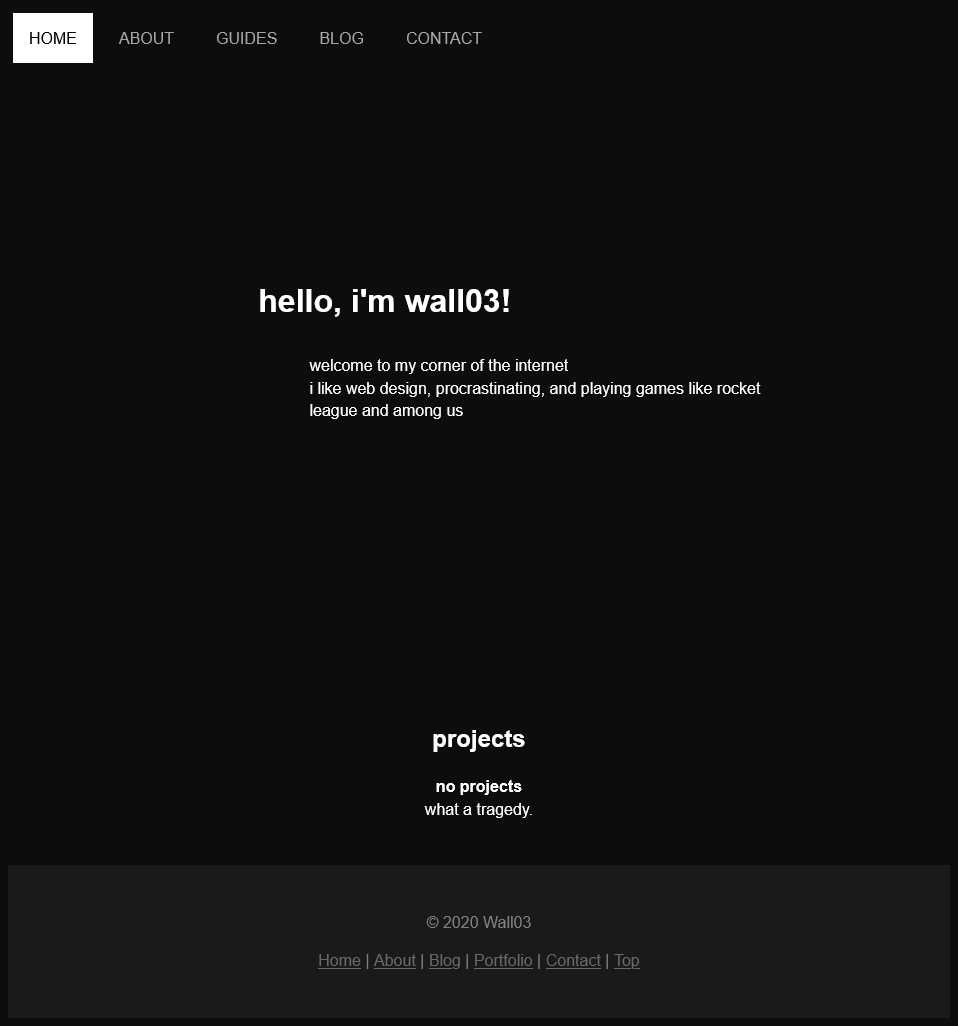 HOME ABOUT GUIDES BLOG CONTACT
hello, i'm wall03!
welcome to my corner of the internet
i like web design, procrastinating, and playing games like rocket
league and among us
projects
no projects
what a tragedy.
© 2020 Wall03
Home | About | Blog | Portfolio | Contact | Top